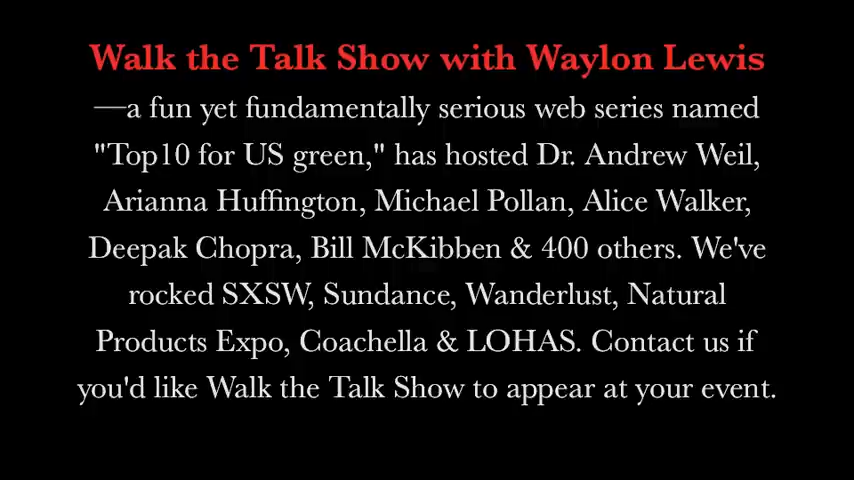 Walk the Talk Show with Waylon Lewis
—a fun yet fundamentally serious web series named
"Top10 for US green," has hosted Dr. Andrew Weil,
Arianna Huffington, Michael Pollan, Alice Walker,
Deepak Chopra, Bill McKibben & 400 others. We've
rocked SXSW, Sundance, Wanderlust, Natural
Products Expo, Coachella & LOHAS. Contact us if
you'd like Walk the Talk Show to appear at your event.